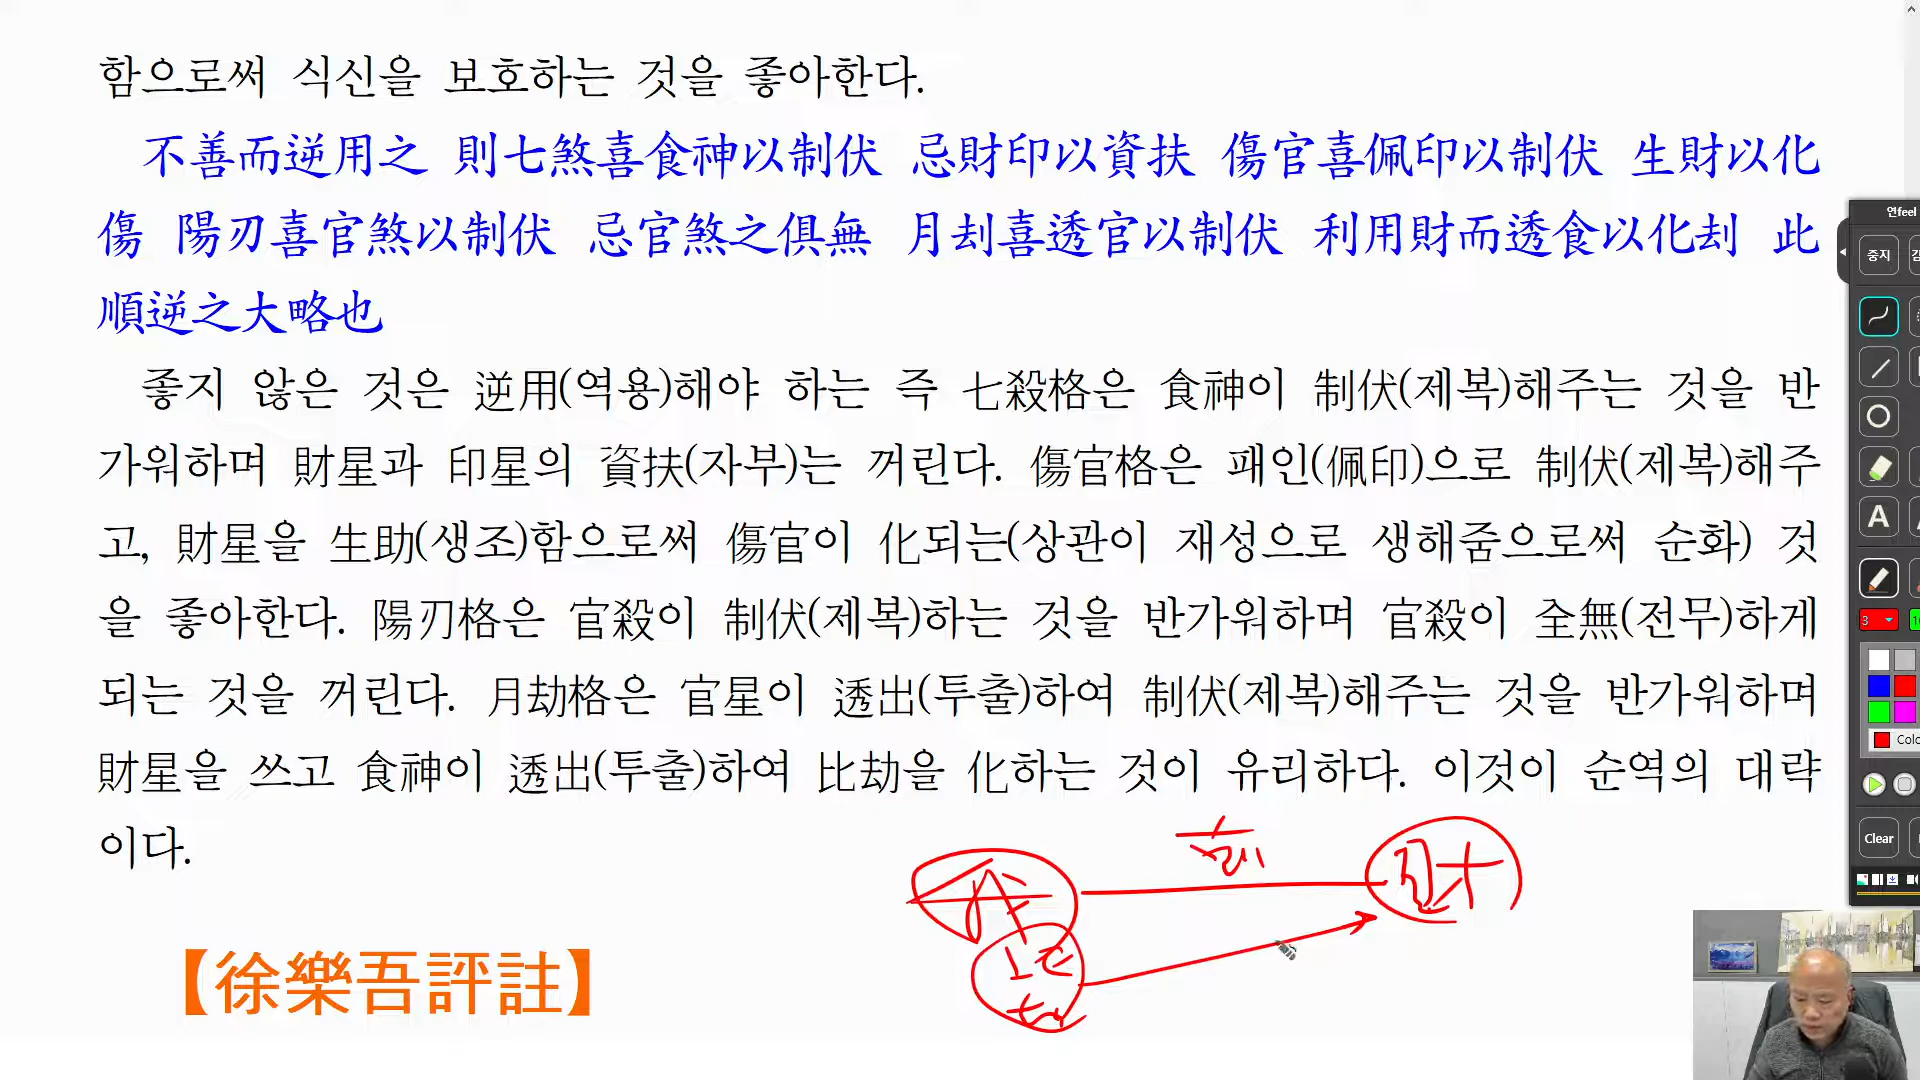 함으로써 식신을 보호하는 것을 좋아한다.
不善而逆用之 則七煞喜食神以制伏 忌財印以資扶 傷官喜佩印以制伏 生財以化
傷 陽刃喜官煞以制伏 忌官煞之俱無 月刦喜透官以制伏 利用財而透食以化刦 此
順逆之大略也
좋지 않은 것은 逆用(역용)해야 하는 즉 七殺格은 食神이 制伏(제복)해주는 것을 반
가워하며 財星과 印星의 資扶(자부)는 꺼린다. 傷官格은 패인(佩印)으로 制伏(제복)해주
고, 財星을 生助(생조)함으로써 傷官이 化되는(상관이 재성으로 생해줌으로써 순화) 것
을 좋아한다. 陽刃格은 官殺이 制伏(제복)하는 것을 반가워하며 官殺이 全無(전무)하게
되는 것을 꺼린다. 月劫格은 官星이 透出(투출)하여 制伏(제복)해주는 것을 반가워하며
財星을 쓰고 食神이 透出(투출)하여 比劫을 化하는 것이 유리하다. 이것이 순역의 대략
이다.
【徐樂吾評註】
연feel
중지
A
3
Clear